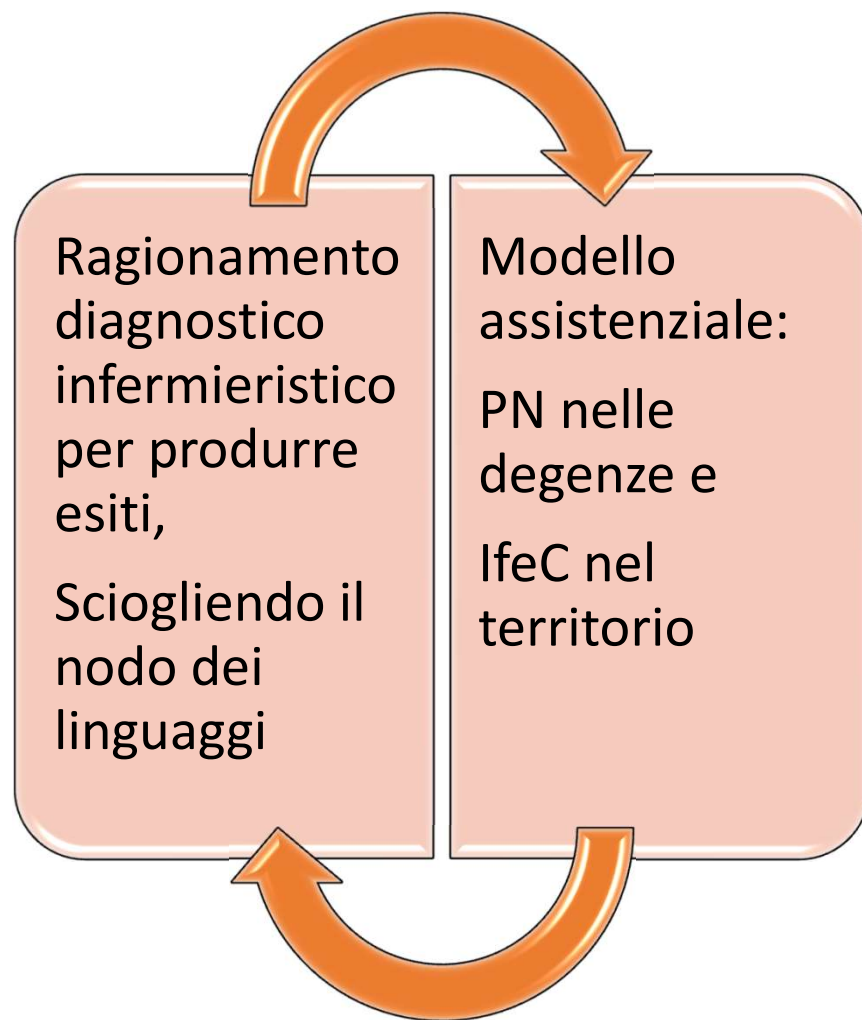 Ragionamento
diagnostico
infermieristico
per produrre
esiti,
Sciogliendo il
nodo dei
linguaggi
Modello
assistenziale:
PN nelle
degenze e
IfeC nel
territorio